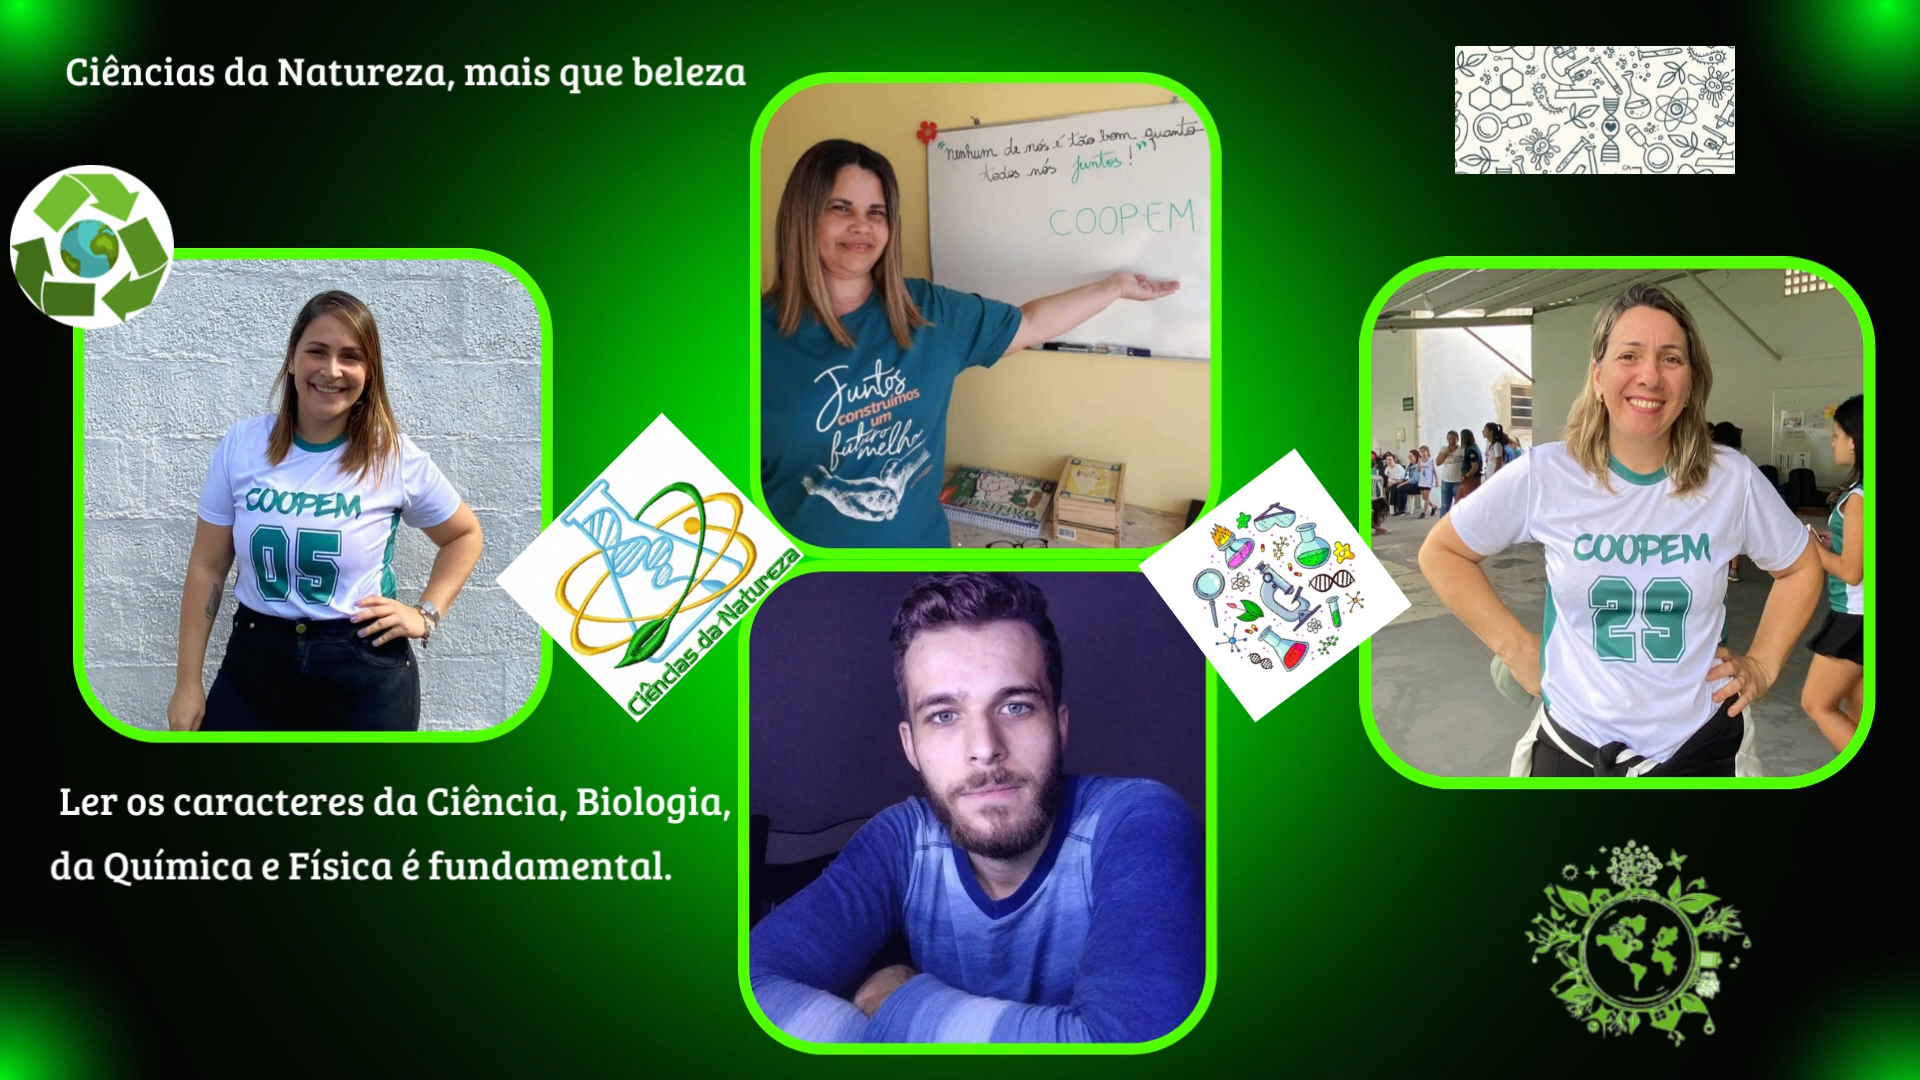 Ciências da Natureza, mais que beleza
"nenhum de nós é tão bom quanto
todos nós juntos!"
COOPEM
Juntos
construímos
um
futuro
melhor
COOPEM
05
Ciências da Natureza
COOPEM
29
Ler os caracteres da Ciência, Biologia,
da Química e Física é fundamental.